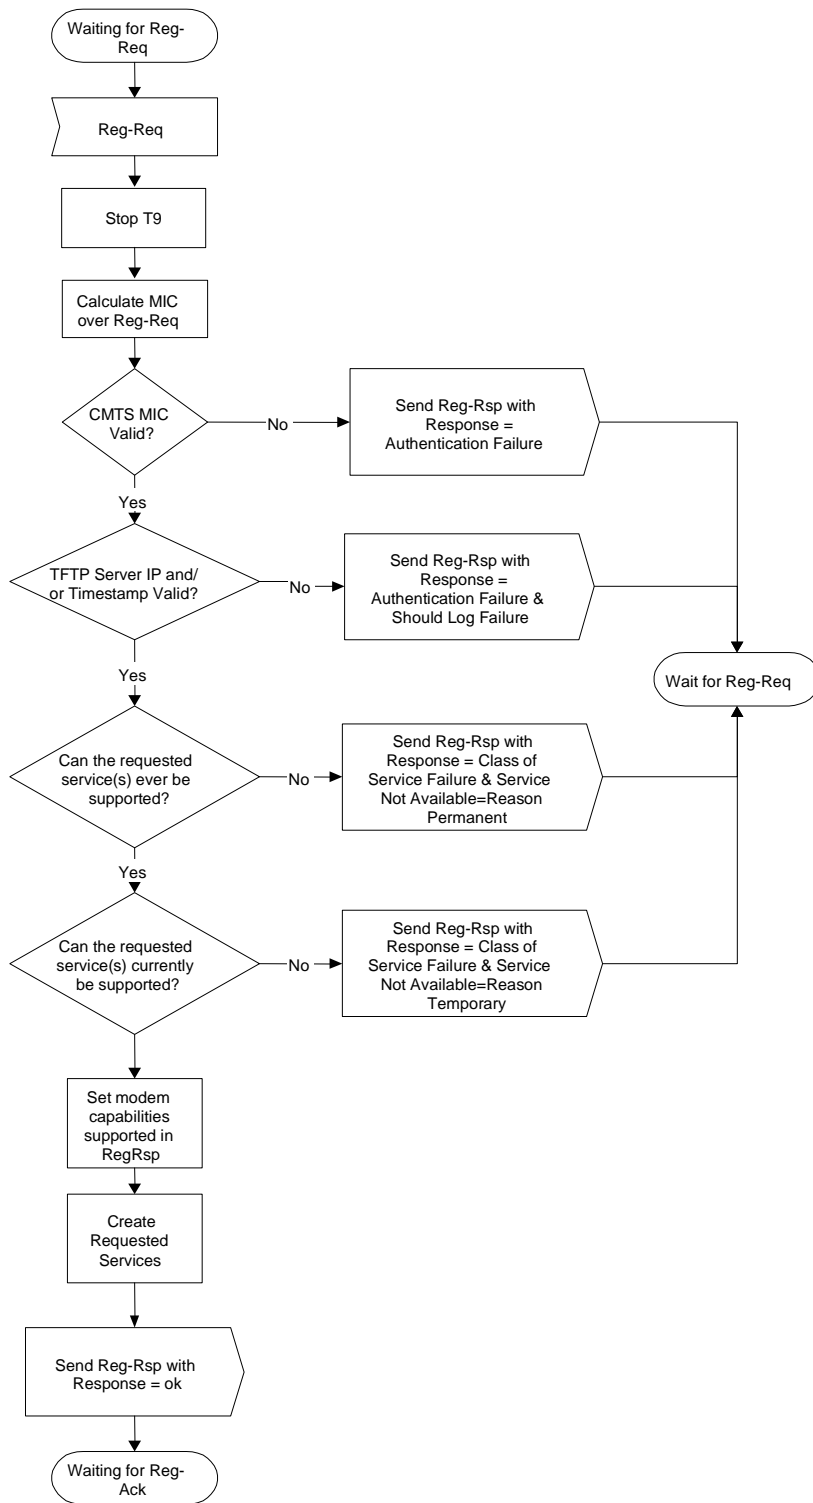 Waiting for Reg-
Req
Reg-Req
Stop T9
Calculate MIC
over Reg-Req
CMTS MIC
Valid?
No
Send Reg-Rsp with
Response =
Authentication Failure
Yes
TFTP Server IP and/
or Timestamp Valid?
No
Send Reg-Rsp with
Response =
Authentication Failure &
Should Log Failure
Yes
Wait for Reg-Req
Can the requested
service(s) ever be
supported?
No
Send Reg-Rsp with
Response = Class of
Service Failure & Service
Not Available=Reason
Permanent
Yes
Can the requested
service(s) currently
be supported?
No
Send Reg-Rsp with
Response = Class of
Service Failure & Service
Not Available=Reason
Temporary
Set modem
capabilities
supported in
RegRsp
Create
Requested
Services
Send Reg-Rsp with
Response = ok
Waiting for Reg-
Ack